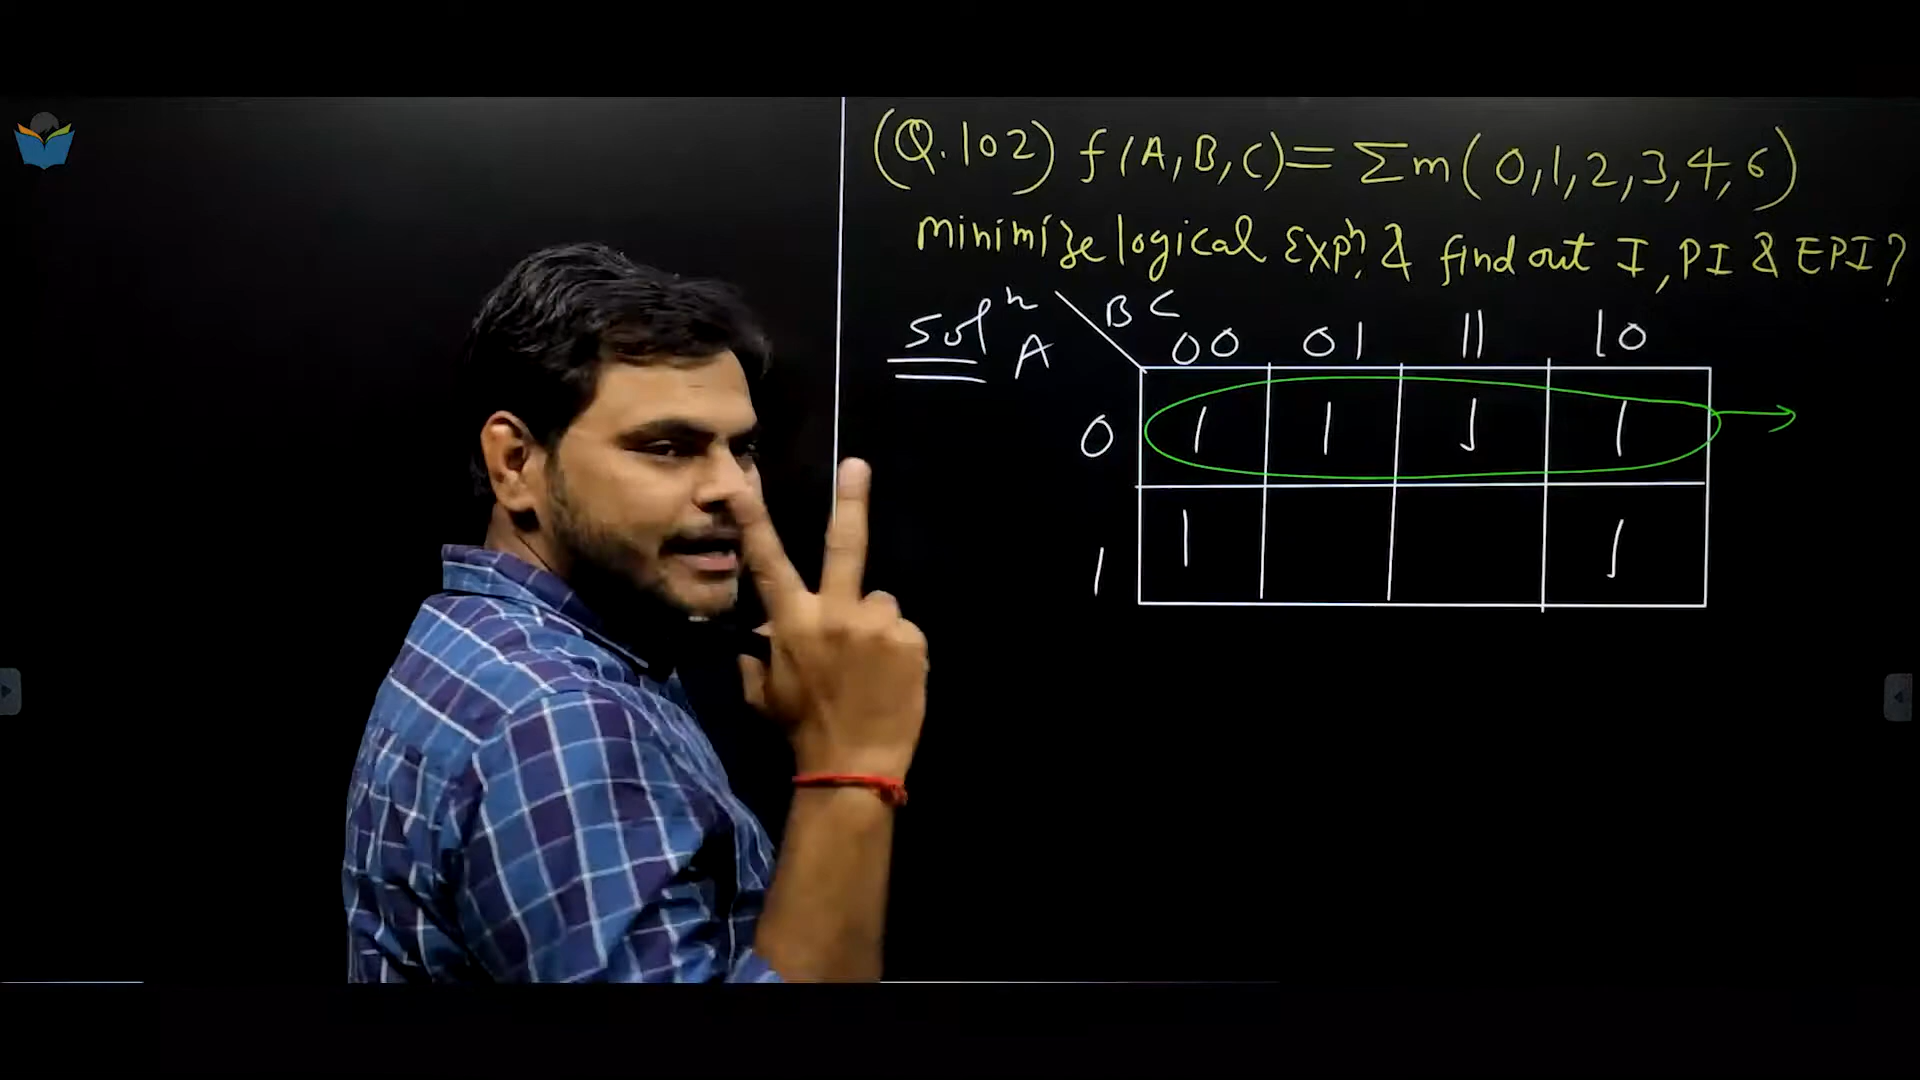 (Q.102) f(A,B,C)= Σm(0,1,2,3,4,6)
minimize logical Expn. & find out I, PI & EPI?
Soln
A
BC
00 01 11 10
0 1 1 1 1
1 1 1